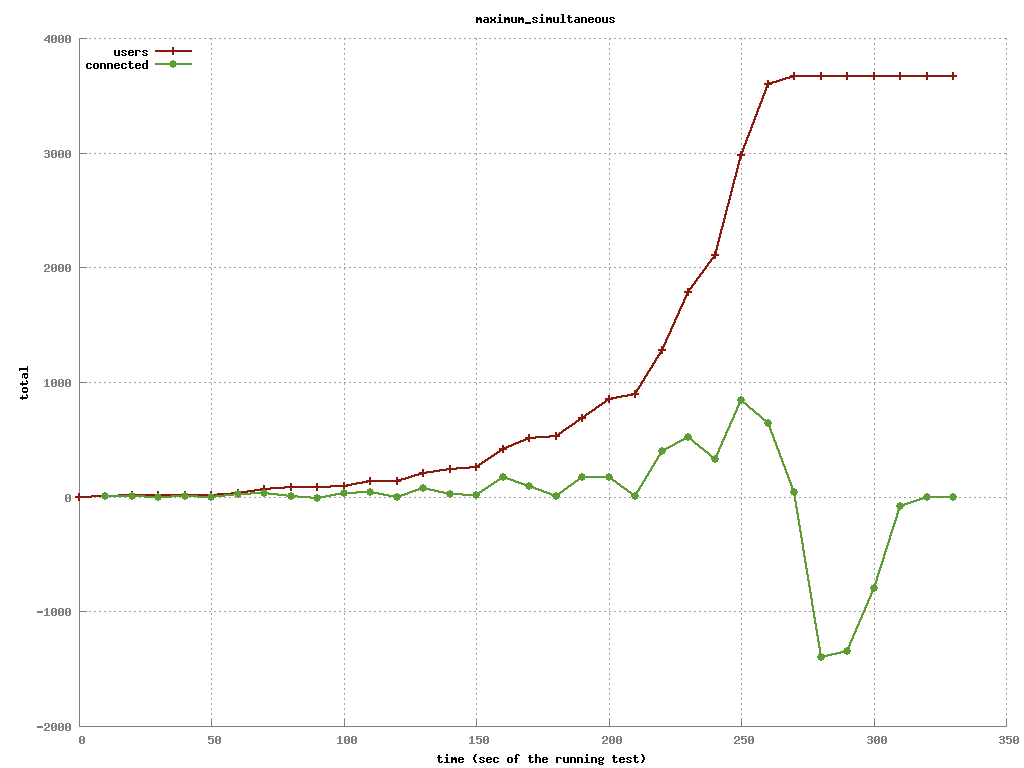 maximum_simultaneous
4000
users
connected
3000
2000
1000
0
-1000
-2000
total
0 50 100 150 200 250 300 350
time (sec of the running test)